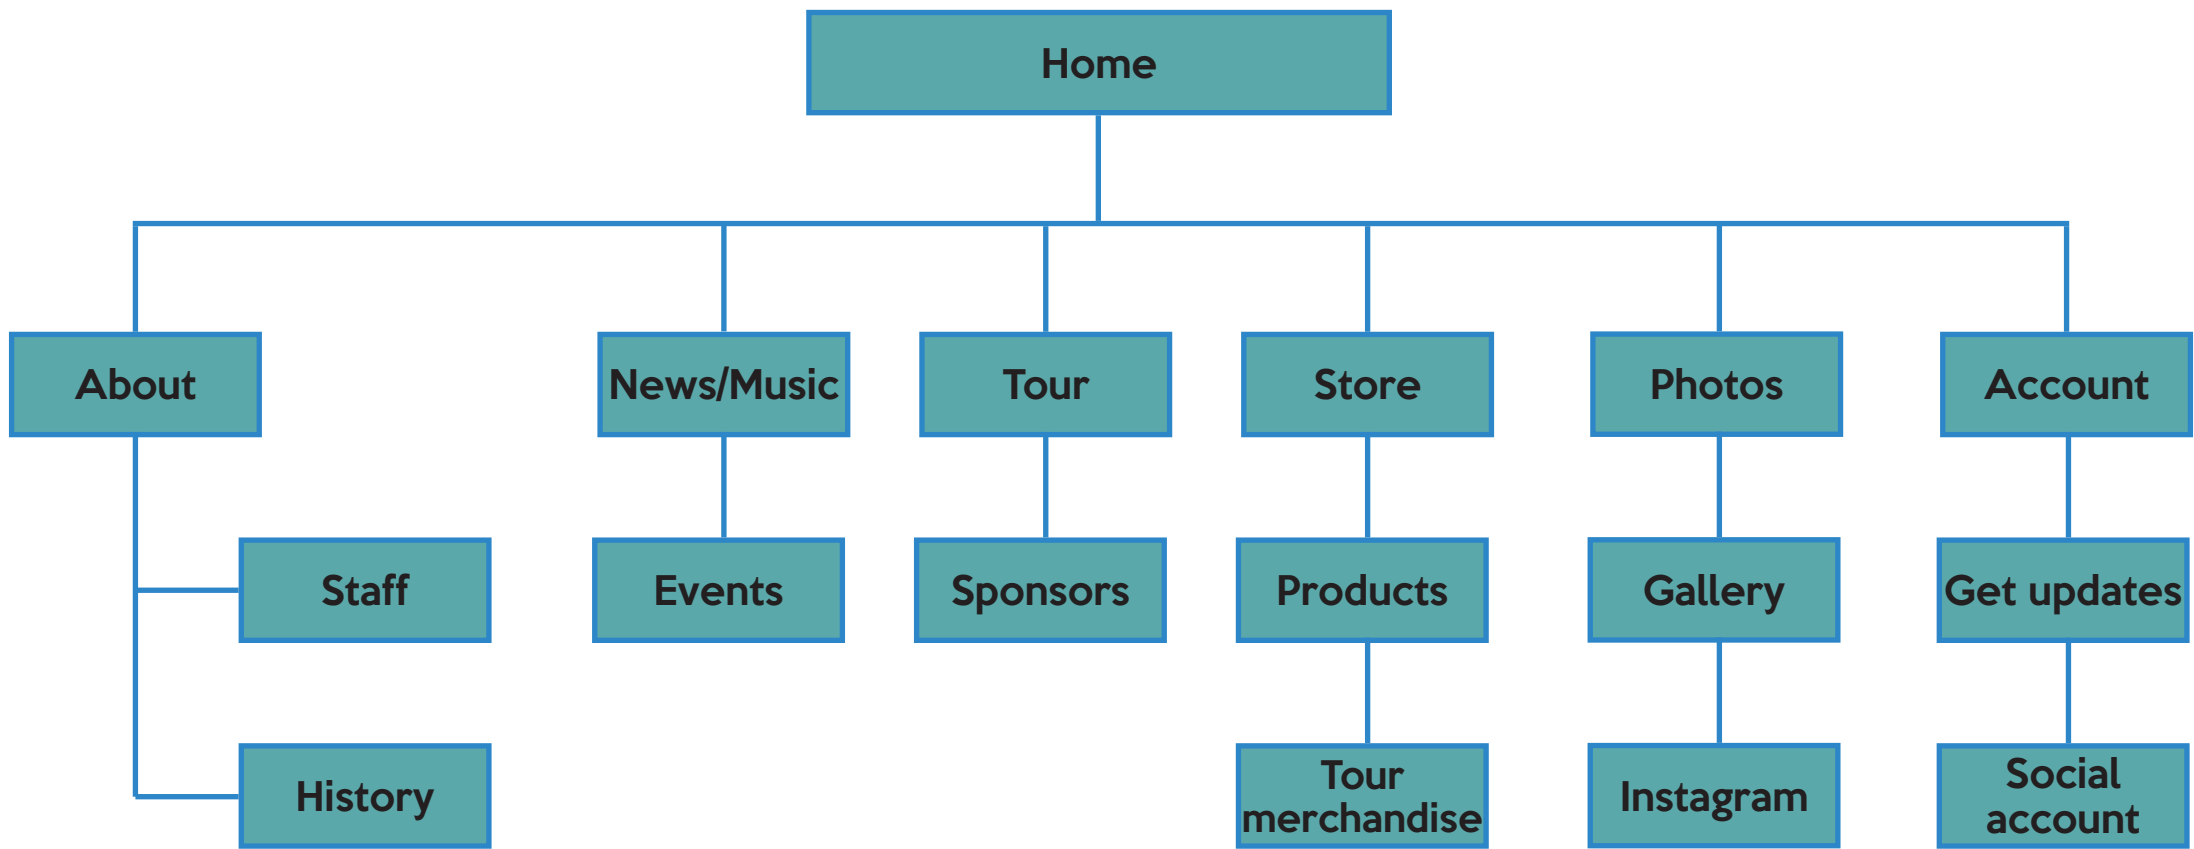 Home
About
News/Music
Tour
Store
Photos
Account
Staff
Events
Sponsors
Products
Gallery
Get updates
History
Tour
merchandise
Instagram
Social
account